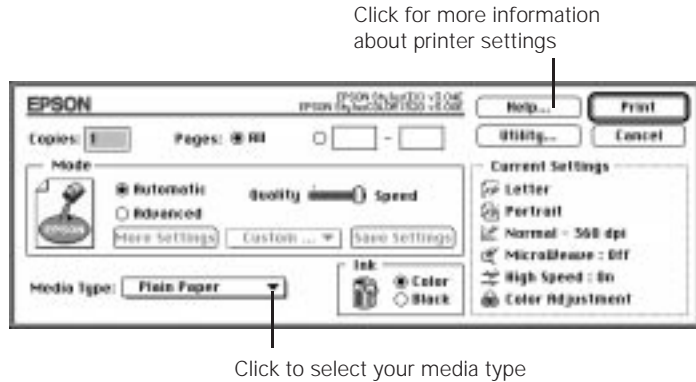 Click for more information
about printer settings
EPSON
Help...
Print
Copies: 1
Pages: All
-
Utility...
Cancel
Mode
Automatic
Advanced
Quality
Speed
EPSON
More Settings
Custom ...
Save Settings
Media Type: Plain Paper
Ink
Color
Black
Current Settings
Letter
Portrait
Normal - 360 dpi
MicroWeave : Off
High Speed : On
Color Adjustment
Click to select your media type